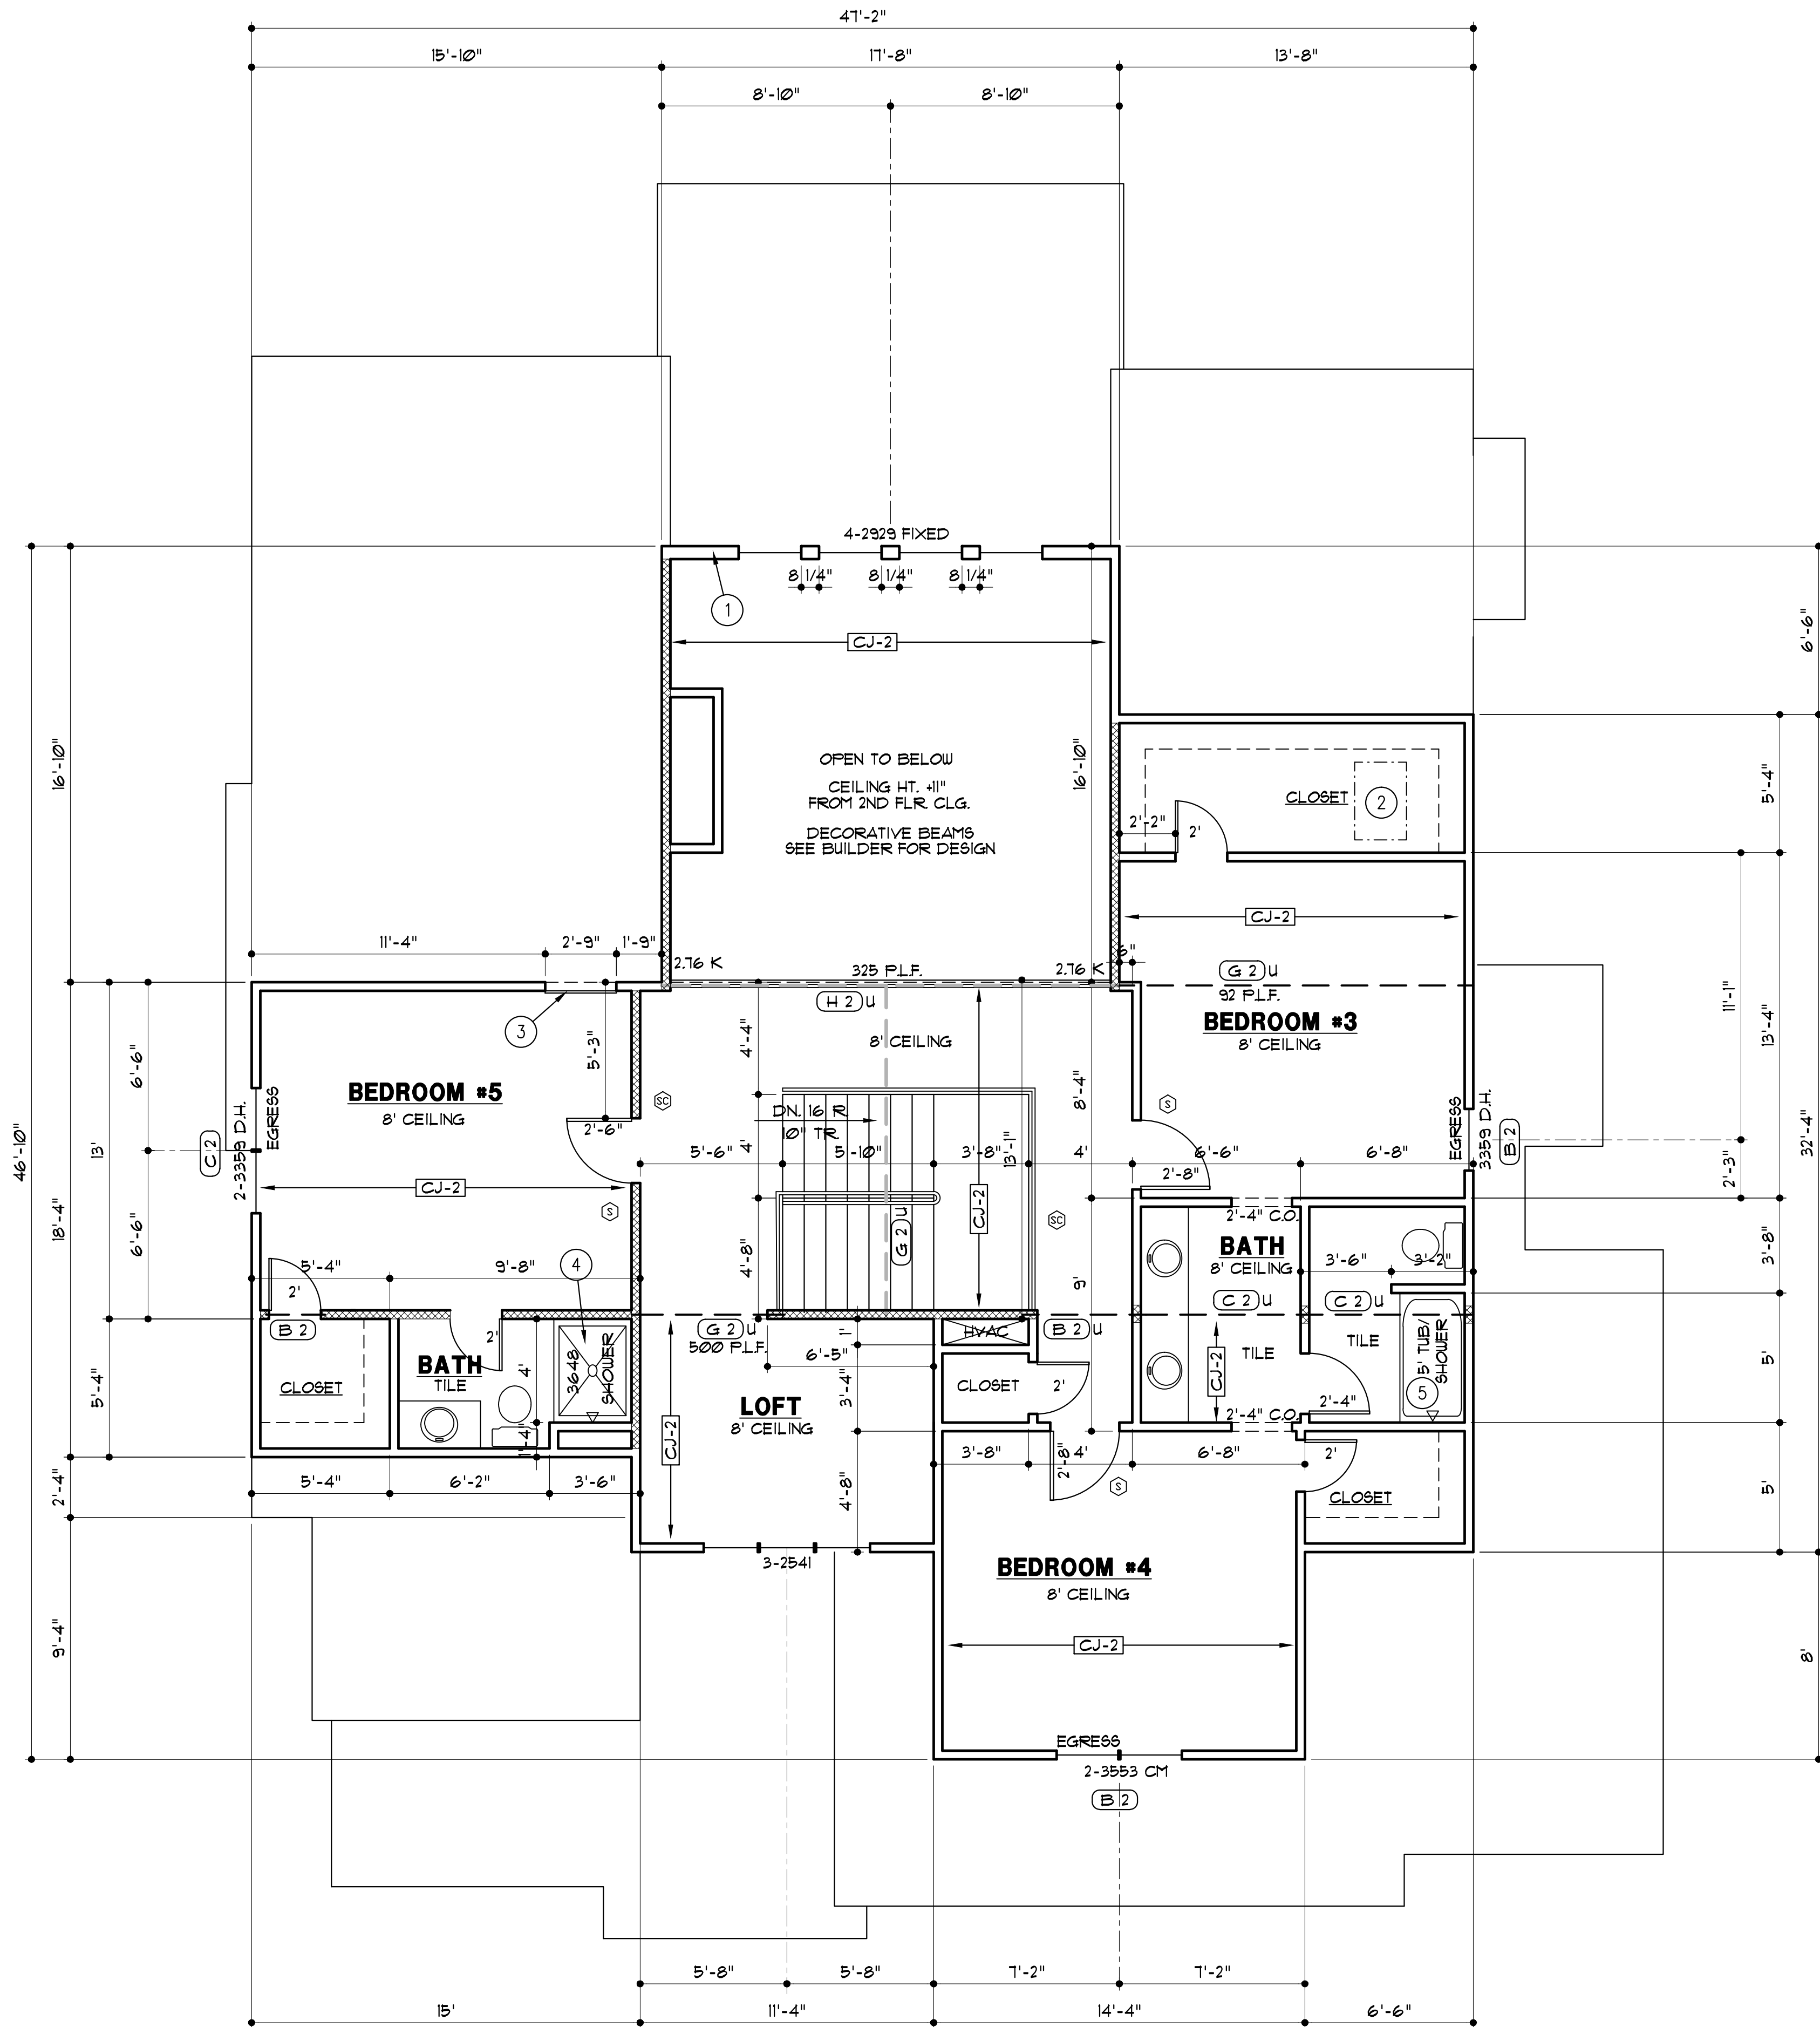 47'-2"
15'-10"
17'-8"
13'-8"
8'-10"
8'-10"
4-2929 FIXED
8 1/4"
8 1/4"
8 1/4"
1
CJ-2
6'-6"
16'-10"
16'-10"
OPEN TO BELOW
CEILING HT. +11"
FROM 2ND FLR. CLG.
DECORATIVE BEAMS
SEE BUILDER FOR DESIGN
CLOSET
2
5'-4"
2'-2"
2'
CJ-2
11'-4"
2'-9"
1'-9"
2.76 K
325 P.L.F.
2.76 K
H 2 U
6"
G 2 U
92 P.L.F.
BEDROOM #3
8' CEILING
11'-1"
13'-4"
3
5'-3"
4'-4"
8' CEILING
8'-4"
6'-6"
BEDROOM #5
8' CEILING
SC
S
DN. 16 R
10" TR.
2'-6"
C 2
2-3359 D.H.
EGRESS
EGRESS
3359 D.H.
B 2
46'-10"
13'
32'-4"
2'-3"
4'
5'-6"
5'-10"
3'-8"
13'-1"
4'
6'-6"
6'-8"
CJ-2
2'-8"
CJ-2
S
SC
G 2 U
18'-4"
6'-6"
2'-4" C.O.
BATH
8' CEILING
3'-8"
3'-6"
3'-2"
4
5'-4"
9'-8"
4'-8"
9'
2'
C 2 U
C 2 U
B 2
2'
G 2 U
500 P.L.F.
1'
HVAC
B 2 U
TILE
TILE
5' TUB/
SHOWER
5'
6'-5"
BATH
TILE
4'
3648
SHOWER
CLOSET
5'-4"
CLOSET
2'
3'-4"
CJ-2
2'-4"
5
LOFT
8' CEILING
CJ-2
2'-4" C.O.
1'-4"
3'-8"
2'-8"
4'
6'-8"
2'
5'-4"
6'-2"
3'-6"
2'-4"
4'-8"
S
CLOSET
5'
3-2541
BEDROOM #4
8' CEILING
9'-4"
8'
CJ-2
EGRESS
2-3553 CM
B 2
5'-8"
5'-8"
7'-2"
7'-2"
15'
11'-4"
14'-4"
6'-6"